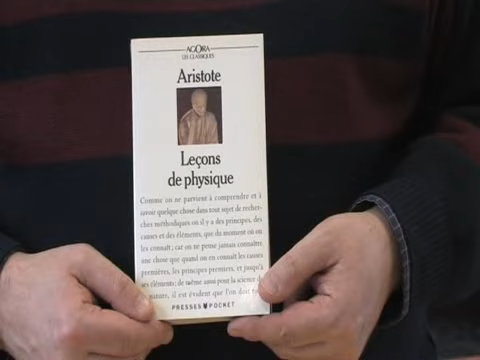 AGORA
LES CLASSIQUES
Aristote
Leçons
de physique
Comme on ne parvient à comprendre et à
savoir quelque chose dans tout sujet de recher-
ches méthodiques où il y a des principes, des
causes et des éléments, que du moment où on
les connaît; car on ne pense jamais connaître
une chose que quand on en connaît les causes
premières, les principes premiers, et jusqu'à
ses éléments; de même aussi pour la science de
la nature, il est évident que l'on doit
PRESSES POCKET